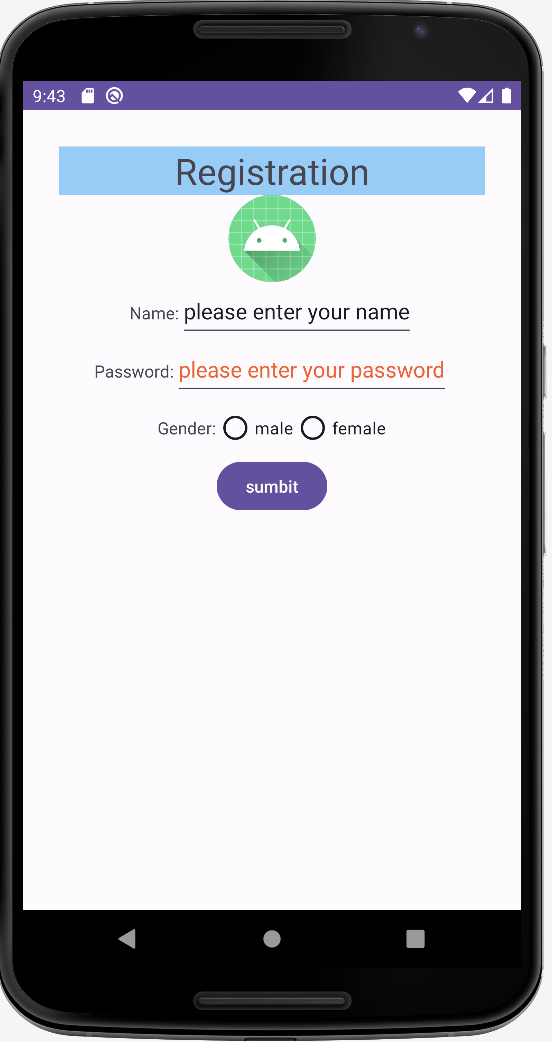 9:43
Registration
Name: please enter your name
Password: please enter your password
Gender: male female
sumbit